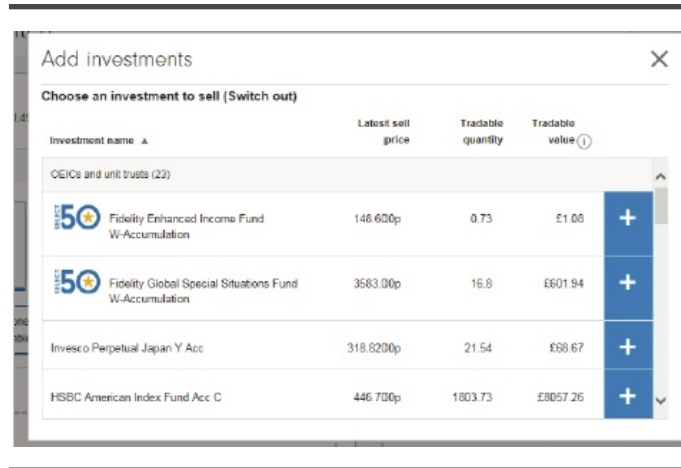 Add investments
Choose an investment to sell (Switch out)
Investment name ▲ Latest sell price Tradable quantity Tradable value
OEICs and unit trusts (23)
SELECT 50 Fidelity Enhanced Income Fund W-Accumulation 148.600p 0.73 £1.08 +
SELECT 50 Fidelity Global Special Situations Fund W-Accumulation 3583.00p 16.8 £601.94 +
Invesco Perpetual Japan Y Acc 318.8200p 21.54 £68.67 +
HSBC American Index Fund Acc C 446.700p 1803.73 £8057.26 +